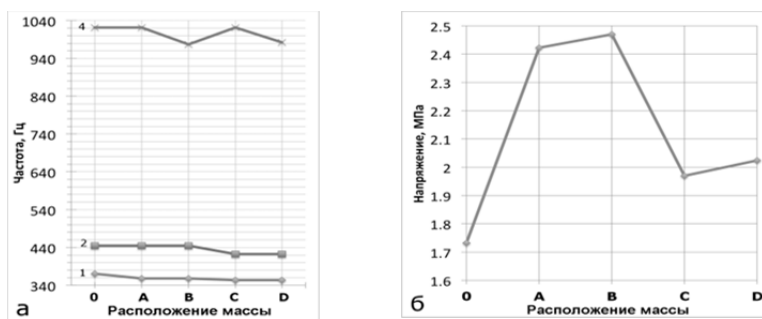 1040
940
840
740
640
540
440
340
Частота, Гц
4
2
1
0 A B C D
Расположение массы
а
2.5
2.4
2.3
2.2
2.1
2
1.9
1.8
1.7
1.6
Напряжение, МПа
0 A B C D
Расположение массы
б